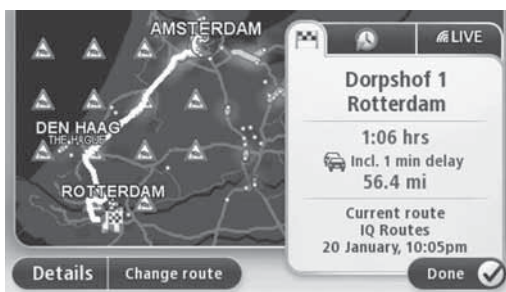 AMSTERDAM
DEN HAAG
THE HAGUE
ROTTERDAM
LIVE
Dorpshof 1
Rotterdam
1:06 hrs
Incl. 1 min delay
56.4 mi
Current route
IQ Routes
20 January, 10:05pm
Details
Change route
Done